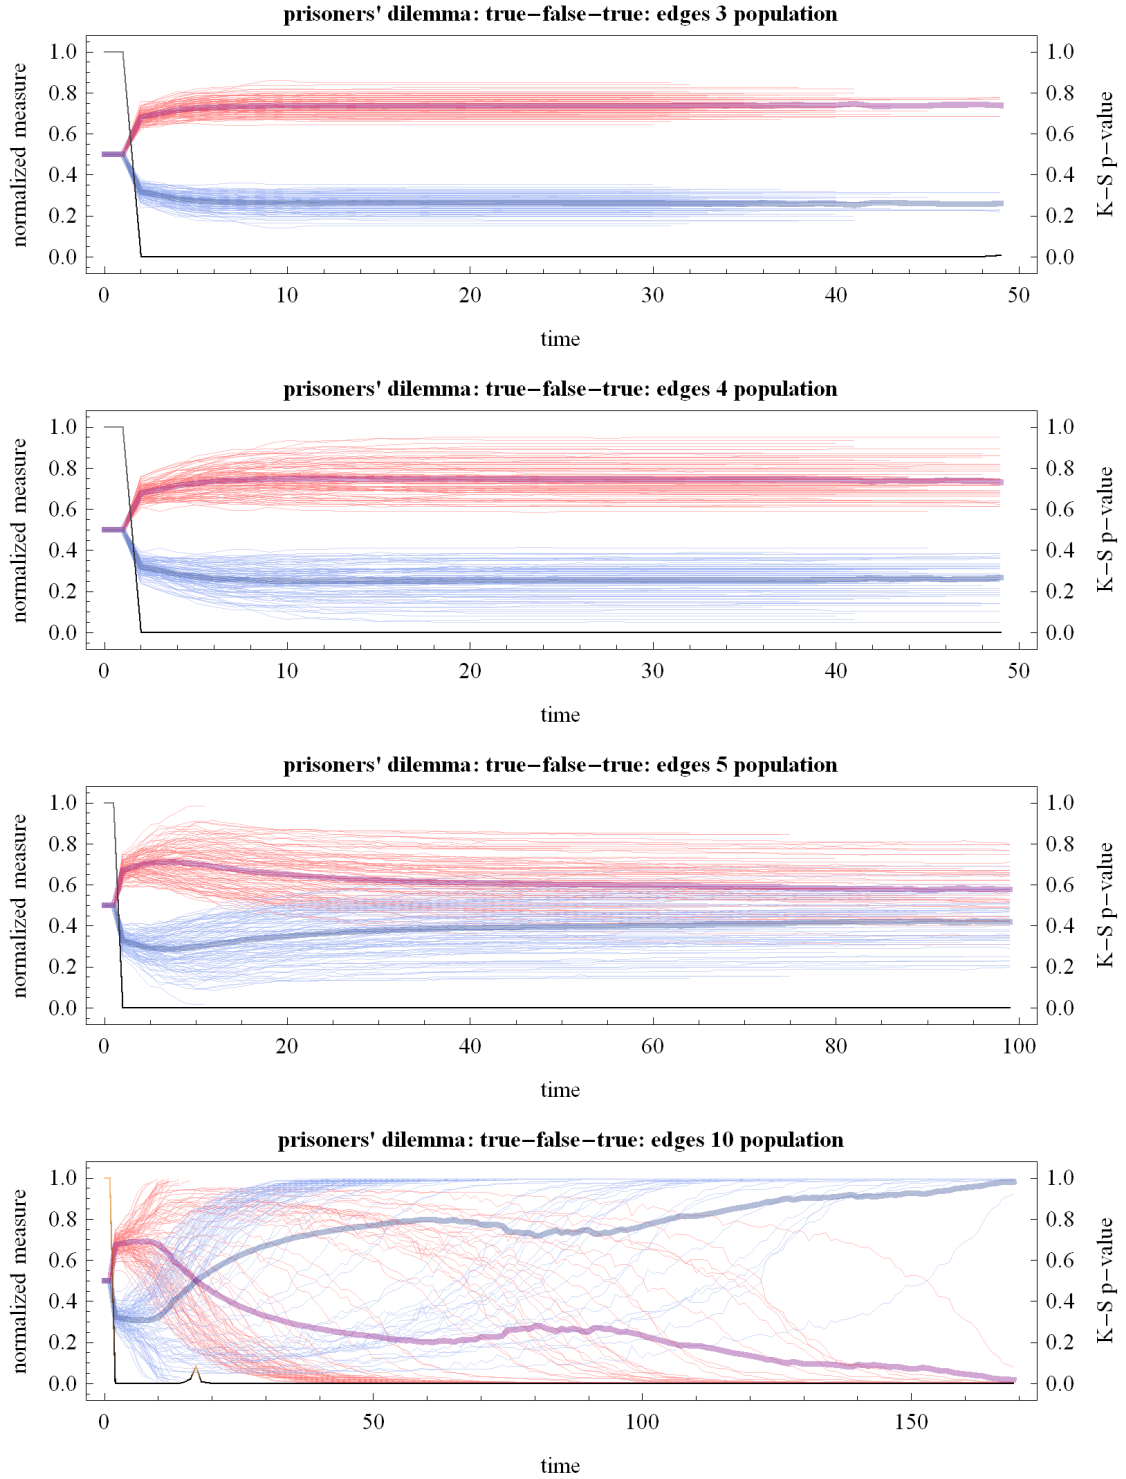 prisoners' dilemma: true−false−true: edges 3 population
1.0 1.0
0.8 0.8
0.6 0.6
0.4 0.4
0.2 0.2
0.0 0.0
normalized measure
K−S p−value
0 10 20 30 40 50
time
prisoners' dilemma: true−false−true: edges 4 population
1.0 1.0
0.8 0.8
0.6 0.6
0.4 0.4
0.2 0.2
0.0 0.0
normalized measure
K−S p−value
0 10 20 30 40 50
time
prisoners' dilemma: true−false−true: edges 5 population
1.0 1.0
0.8 0.8
0.6 0.6
0.4 0.4
0.2 0.2
0.0 0.0
normalized measure
K−S p−value
0 20 40 60 80 100
time
prisoners' dilemma: true−false−true: edges 10 population
1.0 1.0
0.8 0.8
0.6 0.6
0.4 0.4
0.2 0.2
0.0 0.0
normalized measure
K−S p−value
0 50 100 150
time